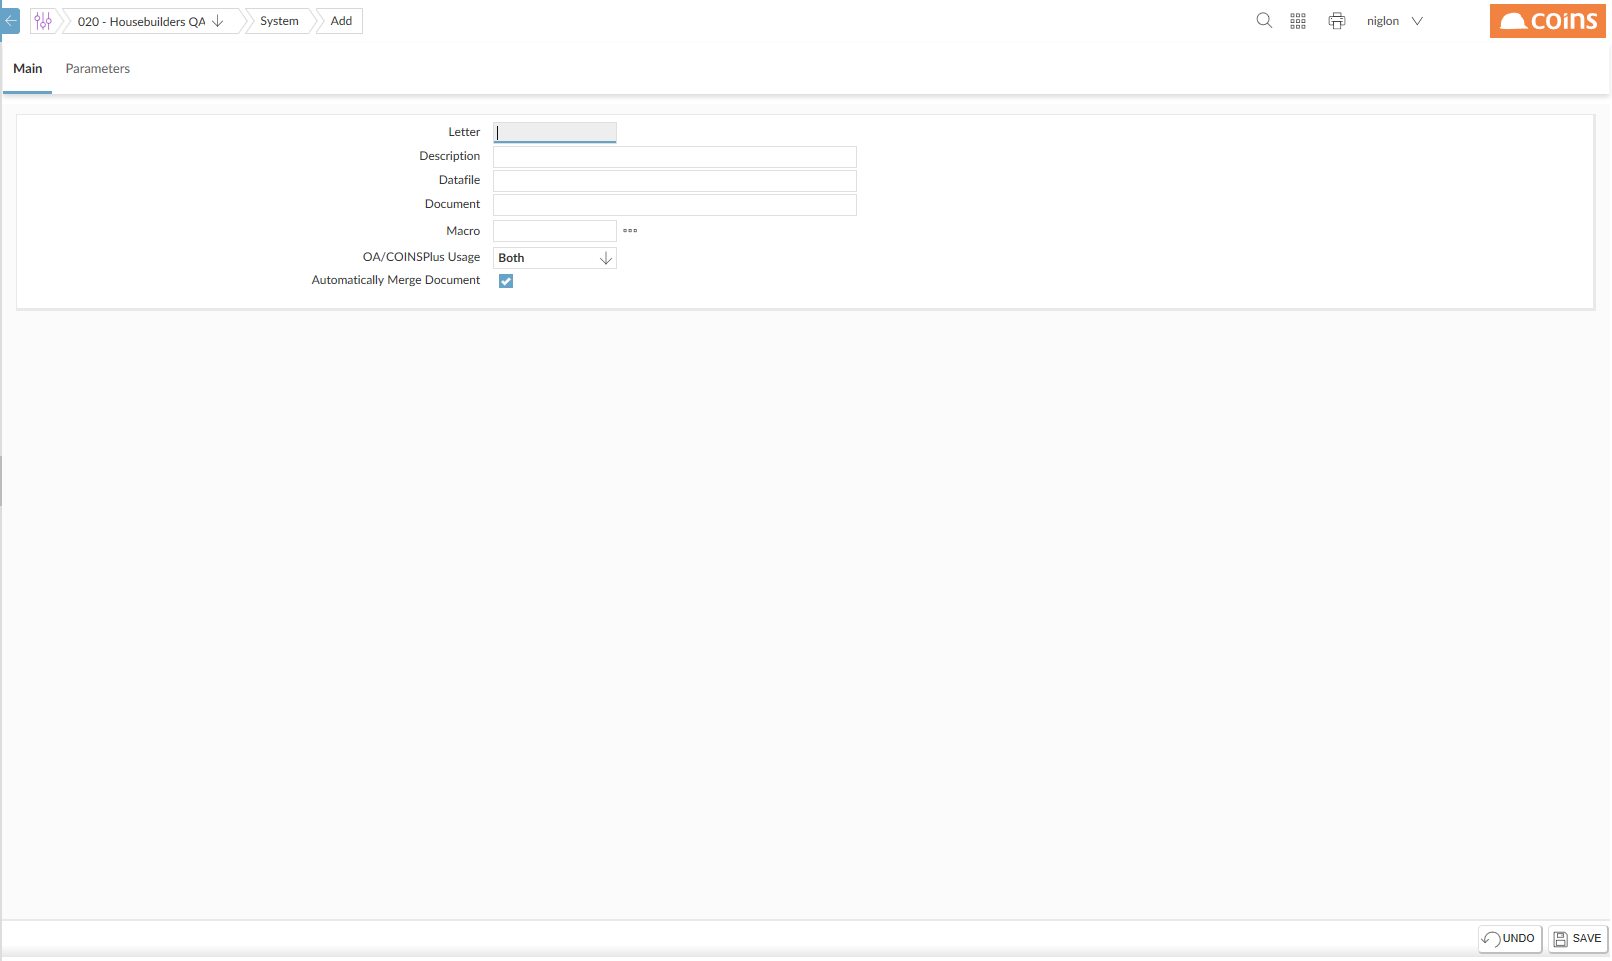 020 - Housebuilders QA
System
Add
niglon
coins
Main
Parameters
Letter
Description
Datafile
Document
Macro
OA/COINSPlus Usage
Both
Automatically Merge Document
UNDO
SAVE